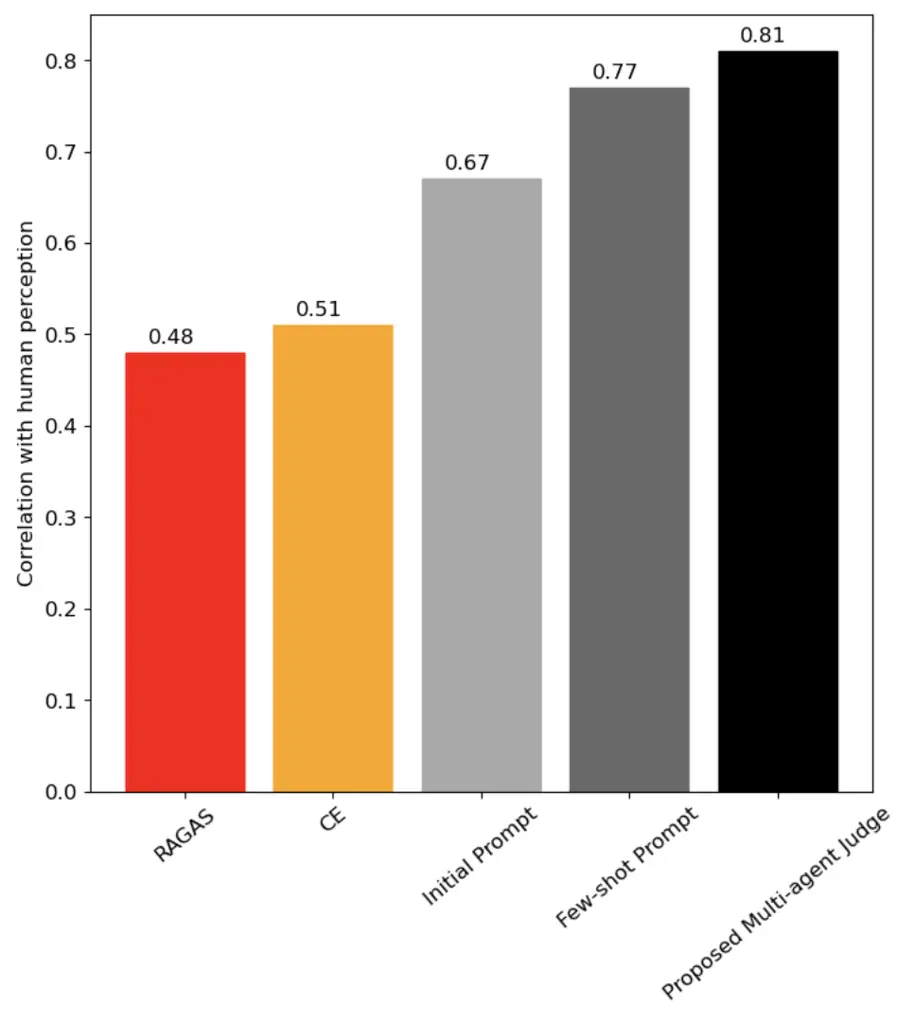 Correlation with human perception
0.8
0.7
0.6
0.5
0.4
0.3
0.2
0.1
0.0
0.48
0.51
0.67
0.77
0.81
RAGAS
CE
Initial Prompt
Few-shot Prompt
Proposed Multi-agent Judge